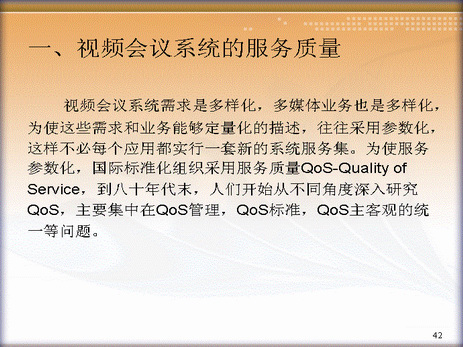 一、视频会议系统的服务质量
视频会议系统需求是多样化，多媒体业务也是多样化，
为使这些需求和业务能够定量化的描述，往往采用参数化，
这样不必每个应用都实行一套新的系统服务集。为使服务
参数化，国际标准化组织采用服务质量QoS-Quality of
Service，到八十年代末，人们开始从不同角度深入研究
QoS，主要集中在QoS管理，QoS标准，QoS主客观的统
一等问题。
42